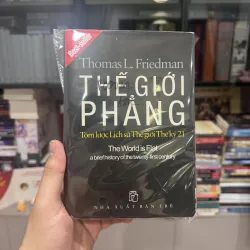 Thomas L. Friedman
THẾ GIỚI
PHẲNG
Tóm lược Lịch sử Thế giới Thế kỷ 21
The World is Flat
a brief history of the twenty-first century
NHÀ XUẤT BẢN TRẺ